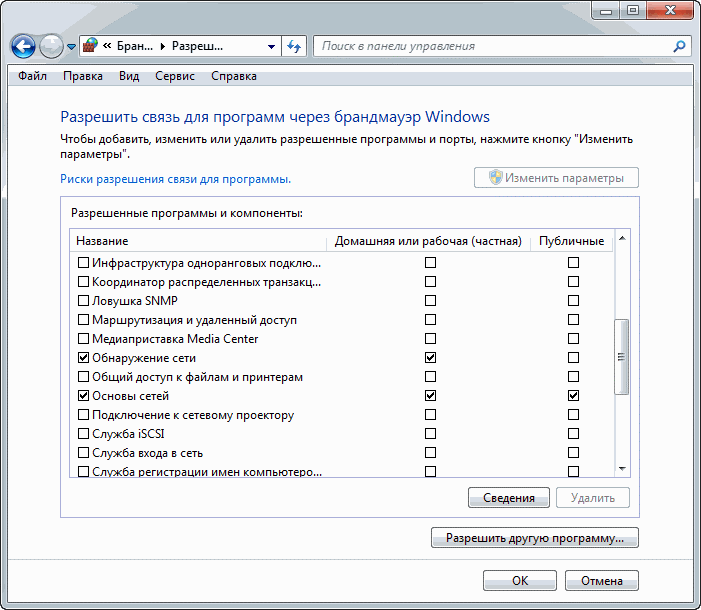 « Бран... ▸ Разреш...
Поиск в панели управления
Файл Правка Вид Сервис Справка
Разрешить связь для программ через брандмауэр Windows
Чтобы добавить, изменить или удалить разрешенные программы и порты, нажмите кнопку "Изменить
параметры".
Риски разрешения связи для программы.
Изменить параметры
Разрешенные программы и компоненты:
Название Домашняя или рабочая (частная) Публичные
Инфраструктура одноранговых подклю...
Координатор распределенных транзакц...
Ловушка SNMP
Маршрутизация и удаленный доступ
Медиаприставка Media Center
Обнаружение сети
Общий доступ к файлам и принтерам
Основы сетей
Подключение к сетевому проектору
Служба iSCSI
Служба входа в сеть
Служба регистрации имен компьютеро...
Сведения Удалить
Разрешить другую программу...
ОК Отмена